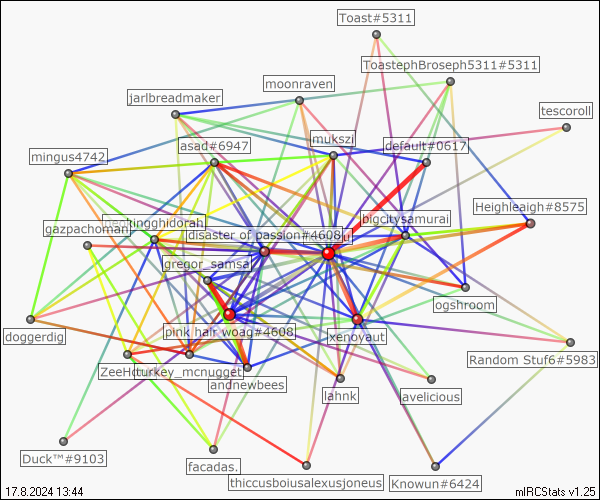 Toast#5311
ToastephBroseph5311#5311
moonraven
jarlbreadmaker
tescoroll
mukszi
asad#6947
default#0617
mingus4742
Heighleaigh#8575
bigcitysamurai
gazpachoman
disaster of passion#4608
gregor_samsa
ogshroom
pink hair woag#4608
xenoyaut
doggerdig
Random Stuf6#5983
turkey_mcnugget
andnewbees
lahnk
avelicious
Duck™#9103
facadas.
thiccusboiusalexusjoneus
Knowun#6424
17.8.2024 13:44
mIRCStats v1.25